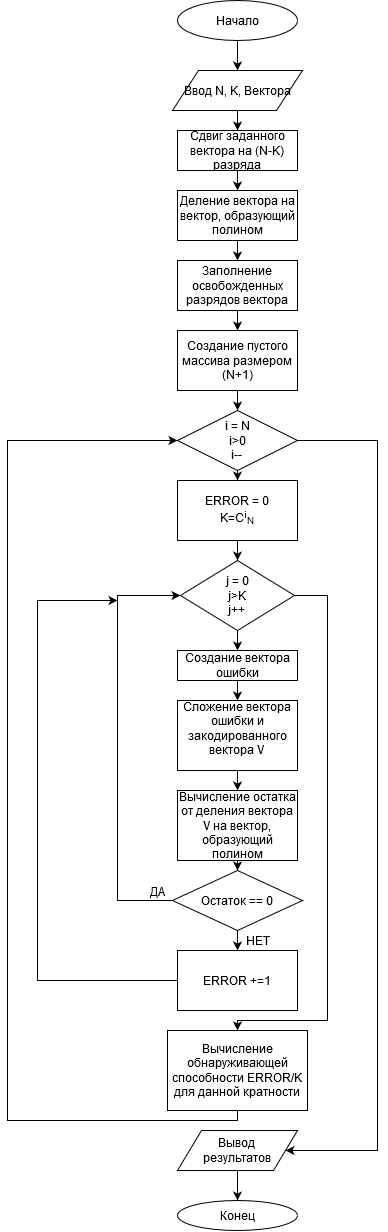 Начало
Ввод N, K, Вектора
Сдвиг заданного
вектора на (N-K)
разряда
Деление вектора на
вектор, образующий
полином
Заполнение
освобожденных
разрядов вектора
Создание пустого
массива размером
(N+1)
i = N
i>0
i--
ERROR = 0
K=CⁱN
j = 0
j>K
j++
Создание вектора
ошибки
Сложение вектора
ошибки и
закодированного
вектора V
Вычисление остатка
от деления вектора
V на вектор,
образующий
полином
ДА
Остаток == 0
НЕТ
ERROR +=1
Вычисление
обнаруживающей
способности ERROR/K
для данной кратности
Вывод
результатов
Конец